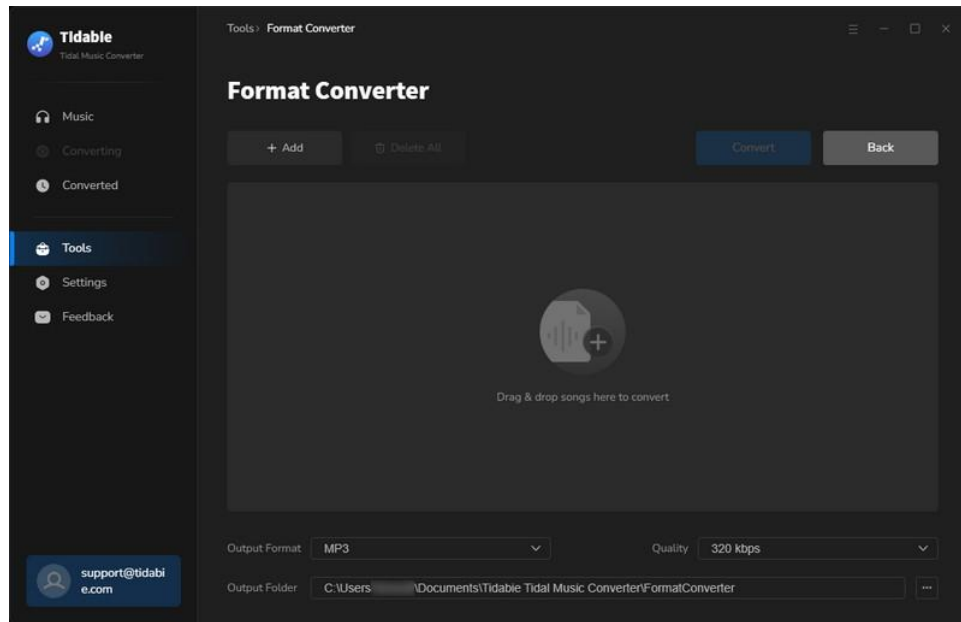 Tidable
Tidal Music Converter
Music
Converting
Converted
Tools
Settings
Feedback
support@tidabi
e.com
Tools› Format Converter
Format Converter
+ Add
Delete All
Convert
Back
Drag & drop songs here to convert
Output Format MP3
Quality 320 kbps
Output Folder C:\Users \Documents\Tidabie Tidal Music Converter\FormatConverter